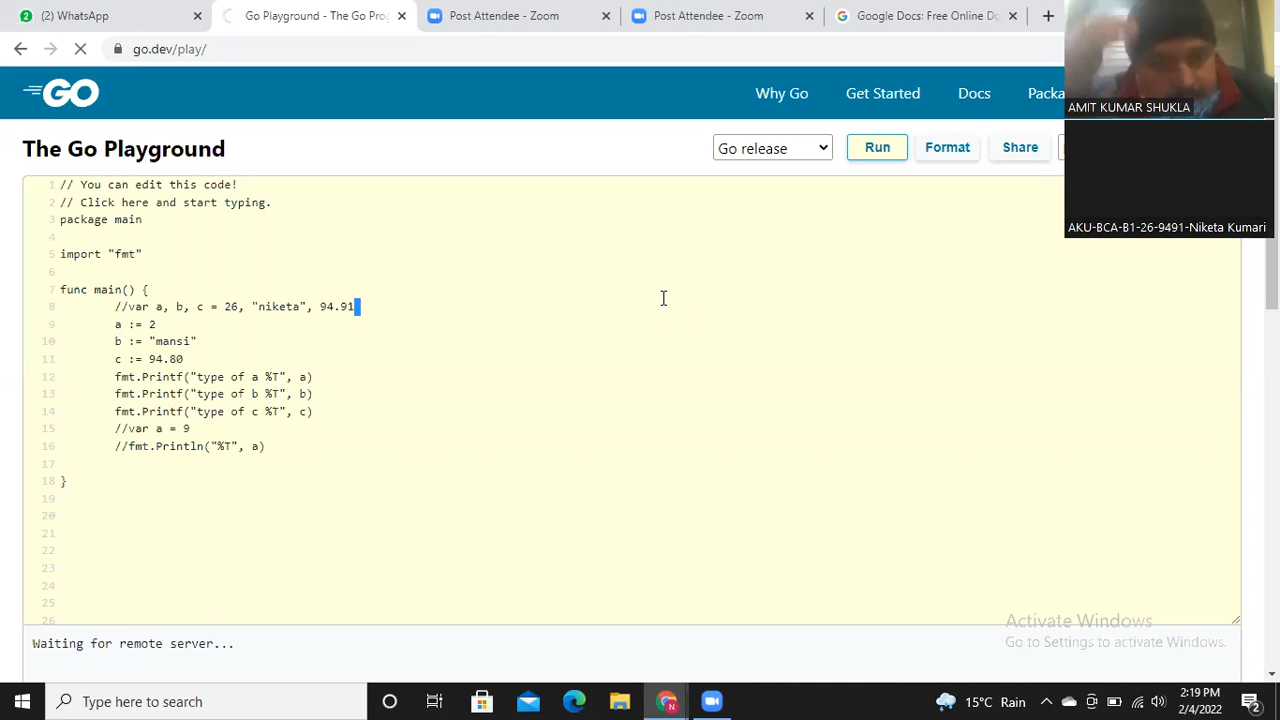 (2) WhatsApp
Go Playground - The Go Pro
Post Attendee - Zoom
Post Attendee - Zoom
Google Docs: Free Online Do
go.dev/play/
GO
Why Go
Get Started
Docs
Packa
AMIT KUMAR SHUKLA
AKU-BCA-B1-26-9491-Niketa Kumari
The Go Playground
Go release
Run
Format
Share
1 // You can edit this code!
2 // Click here and start typing.
3 package main
4
5 import "fmt"
6
7 func main() {
8 //var a, b, c = 26, "niketa", 94.91
9 a := 2
10 b := "mansi"
11 c := 94.80
12 fmt.Printf("type of a %T", a)
13 fmt.Printf("type of b %T", b)
14 fmt.Printf("type of c %T", c)
15 //var a = 9
16 //fmt.Println("%T", a)
17
18 }
19
20
21
22
23
24
25
26
Waiting for remote server...
Activate Windows
Go to Settings to activate Windows.
Type here to search
15°C Rain
2:19 PM
2/4/2022
2